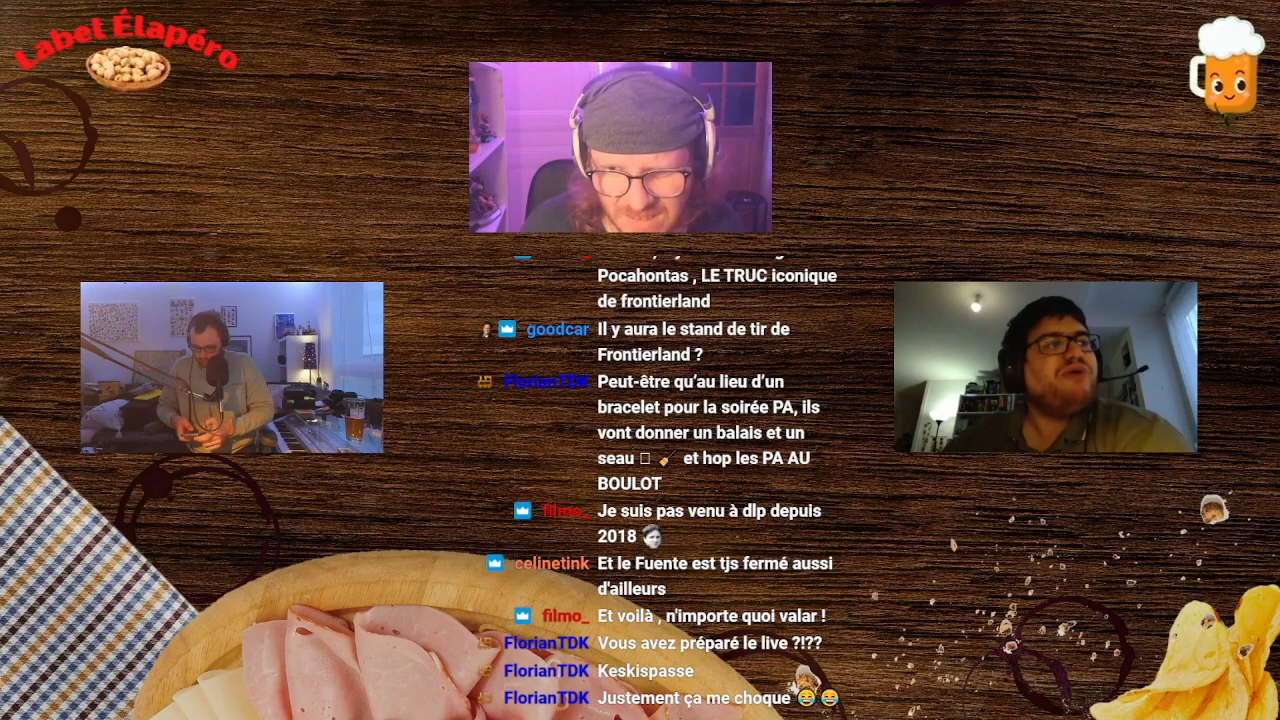 Label Élapéro
Pocahontas , LE TRUC iconique
de frontierland
goodcar Il y aura le stand de tir de
Frontierland ?
FlorianTDK Peut-être qu’au lieu d’un
bracelet pour la soirée PA, ils
vont donner un balais et un
seau et hop les PA AU
BOULOT
filmo_ Je suis pas venu à dlp depuis
2018
celinetink Et le Fuente est tjs fermé aussi
d'ailleurs
filmo_ Et voilà , n'importe quoi valar !
FlorianTDK Vous avez préparé le live ?!??
FlorianTDK Keskispasse
FlorianTDK Justement ça me choque 😂 😂